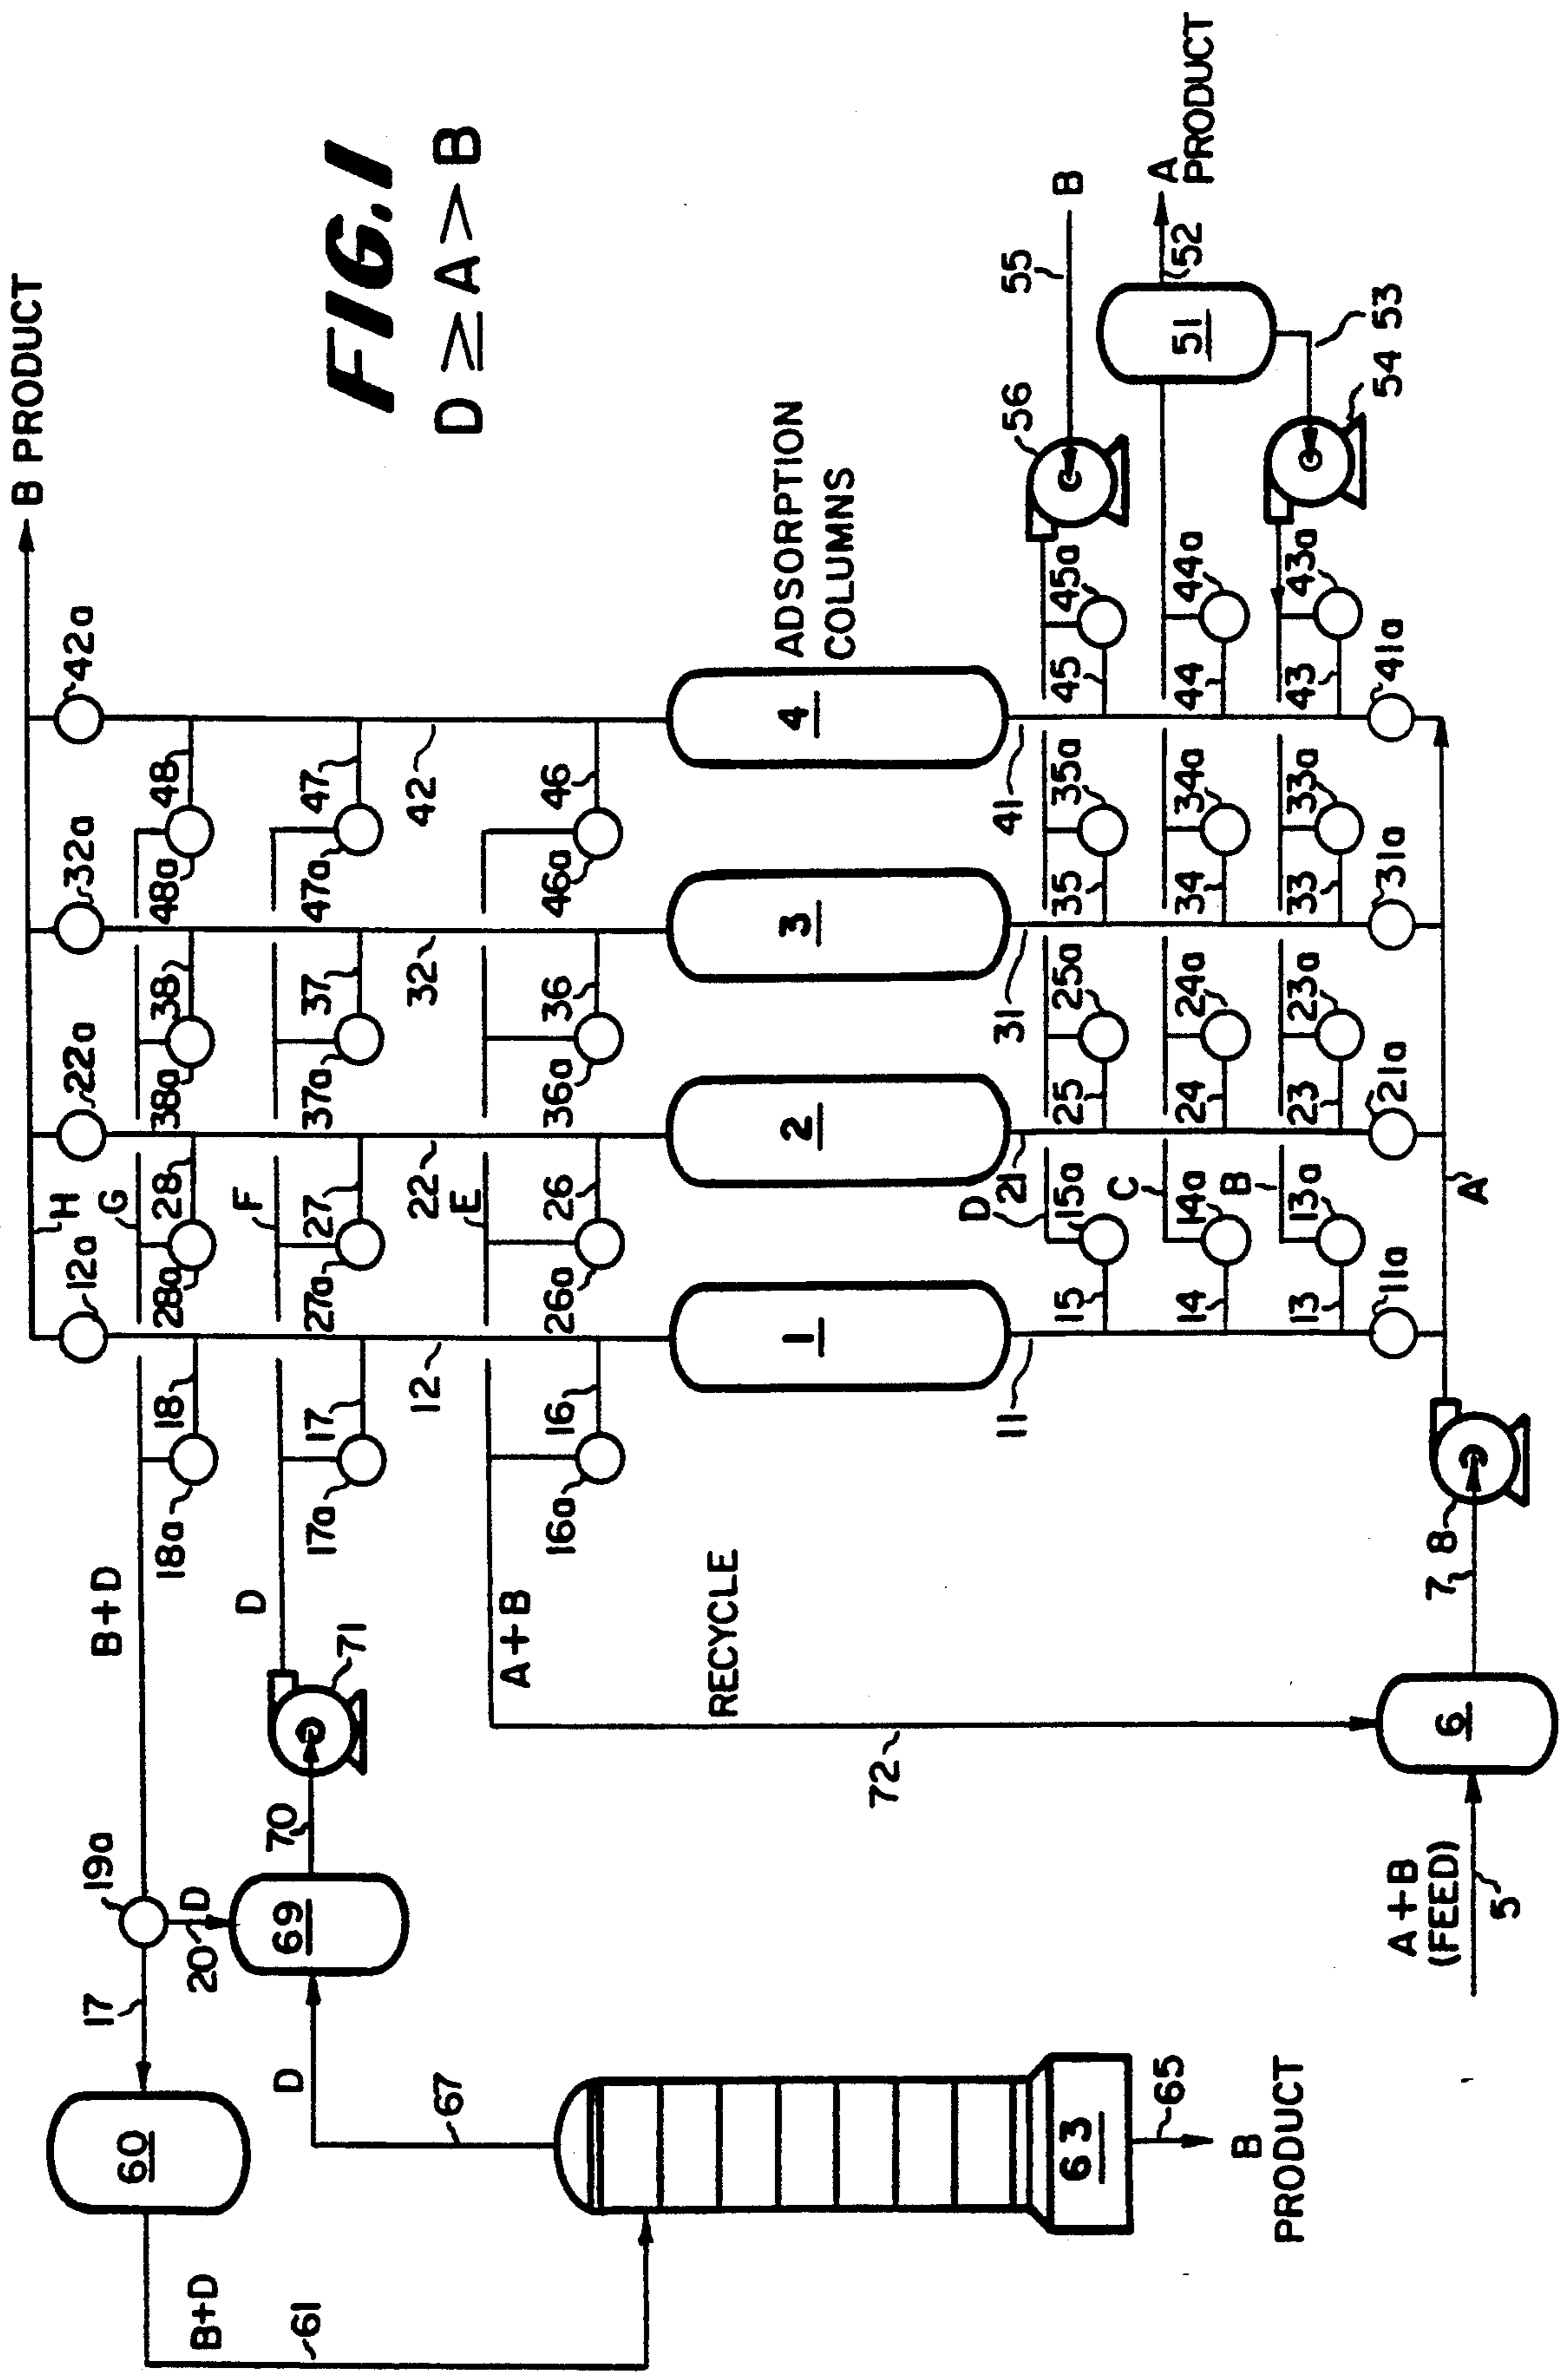 FIG. 1
D ≥ A > B
B PRODUCT
12a
22a
32a
42a
H
G
18
28
38
48
18a
28a
38a
48a
B+D
19a
17
20
D
60
F
17
27
37
47
17a
27a
37a
47a
D
71
70
69
D
67
12
22
32
42
E
16
26
36
46
16a
26a
36a
46a
A+B
RECYCLE
72
B+D
61
63
65
B
PRODUCT
1
2
3
4
ADSORPTION
COLUMNS
11
21
31
41
D
15
15a
25
25a
35
35a
45
45a
56
55
B
C
14
14a
24
24a
34
34a
44
44a
51
52
A
PRODUCT
B
13
13a
23
23a
33
33a
43
43a
54
53
11a
21a
31a
41a
A
8
7
6
A+B
(FEED)
5